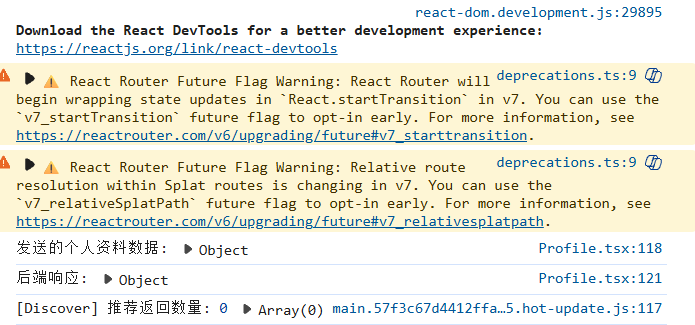 react-dom.development.js:29895
Download the React DevTools for a better development experience:
https://reactjs.org/link/react-devtools
⚠️ React Router Future Flag Warning: React Router will deprecations.ts:9
begin wrapping state updates in `React.startTransition` in v7. You can use the
`v7_startTransition` future flag to opt-in early. For more information, see
https://reactrouter.com/v6/upgrading/future#v7_starttransition.
⚠️ React Router Future Flag Warning: Relative route deprecations.ts:9
resolution within Splat routes is changing in v7. You can use the
`v7_relativeSplatPath` future flag to opt-in early. For more information, see
https://reactrouter.com/v6/upgrading/future#v7_relativesplatpath.
发送的个人资料数据: ▶ Object Profile.tsx:118
后端响应: ▶ Object Profile.tsx:121
[Discover] 推荐返回数量: 0 ▶ Array(0) main.57f3c67d4412ffa…5.hot-update.js:117